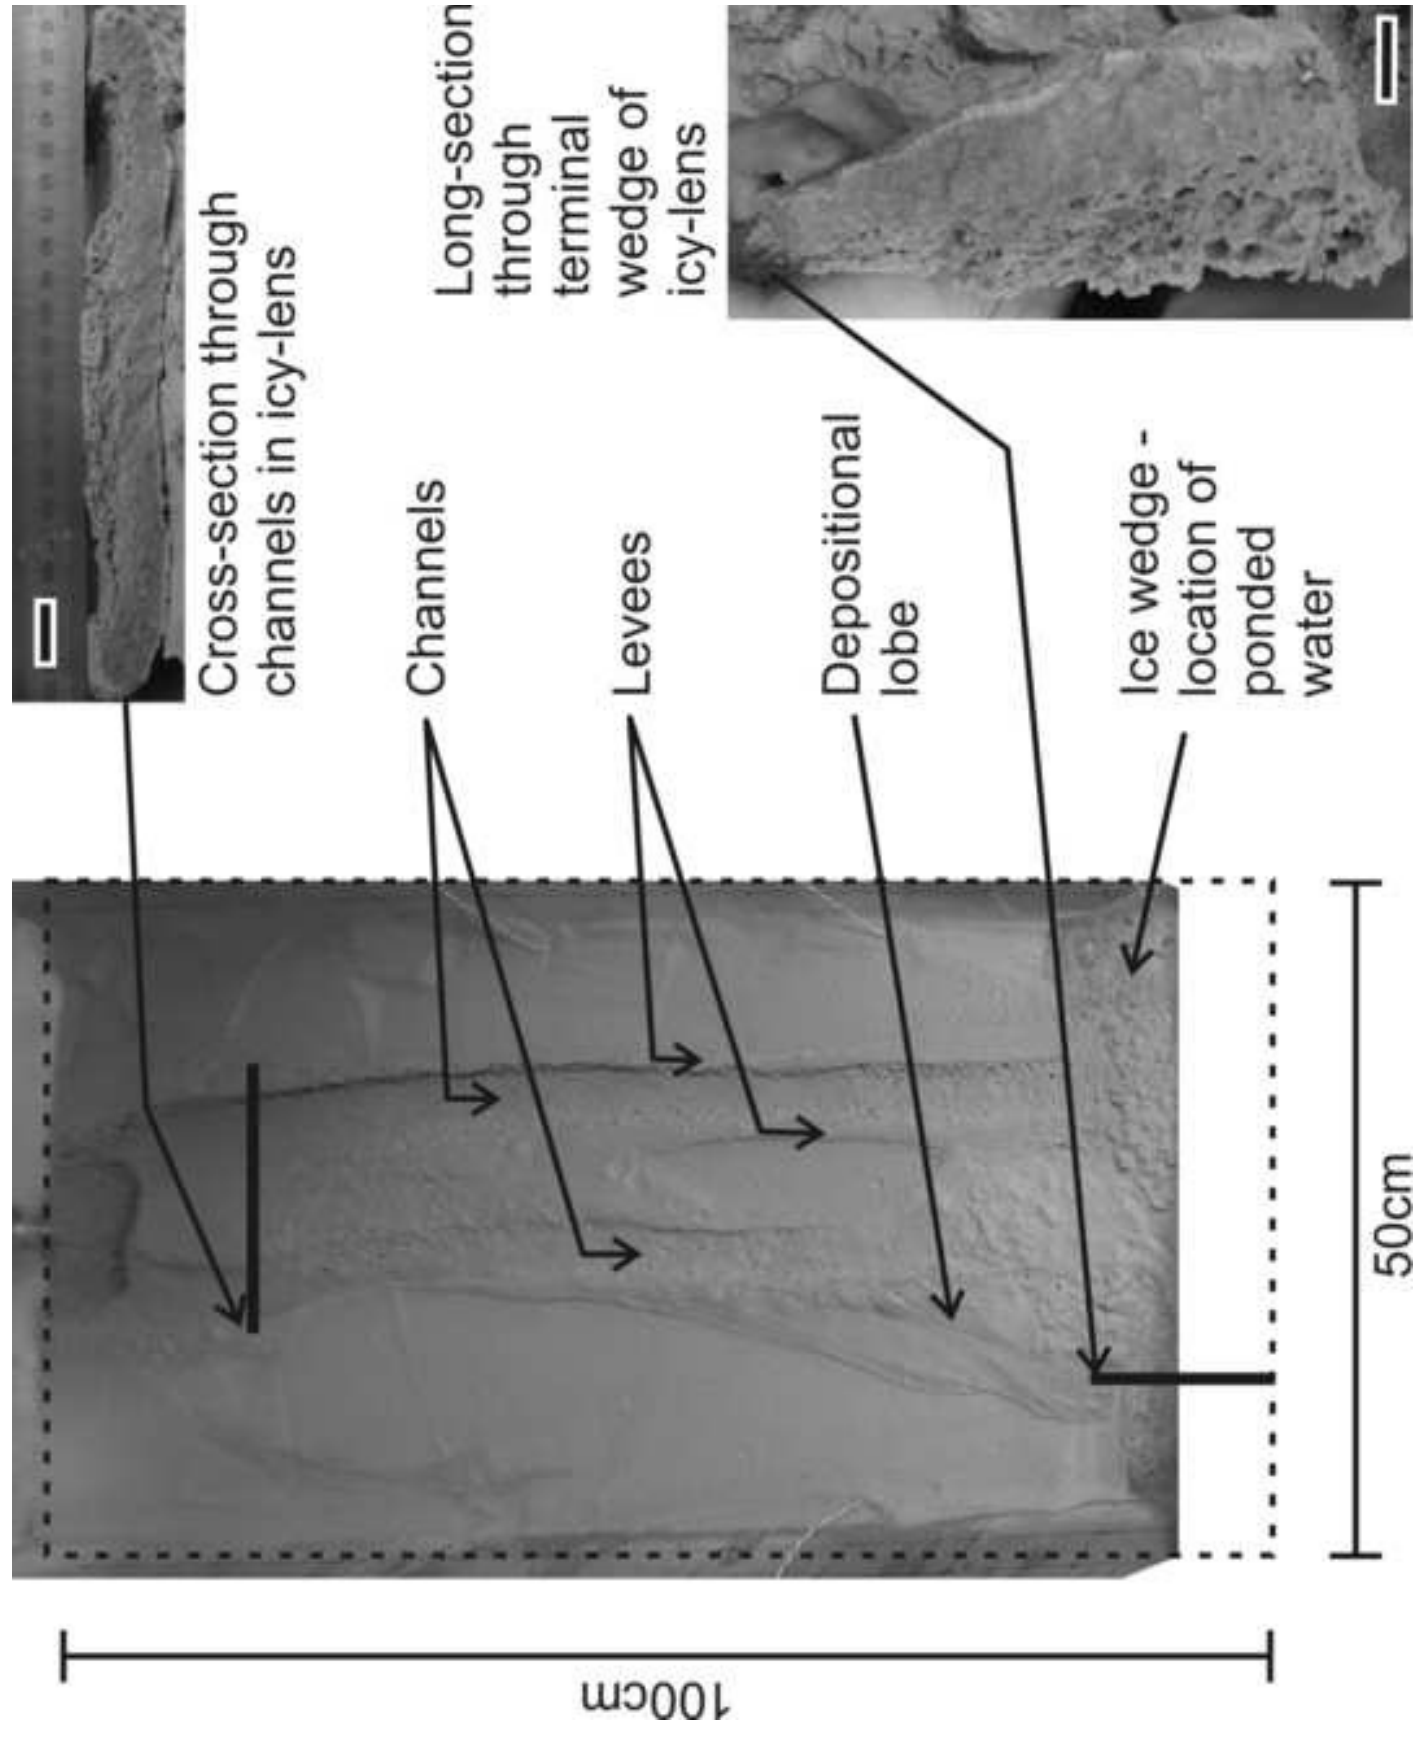 Cross-section through
channels in icy-lens
Long-section
through
terminal
wedge of
icy-lens
Channels
Levees
Depositional
lobe
Ice wedge -
location of
ponded
water
100cm
50cm